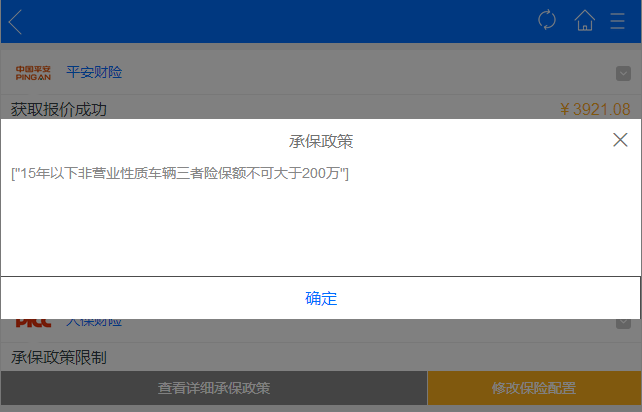 中国平安
PING AN
平安财险
获取报价成功
¥3921.08
承保政策
["15年以下非营业性质车辆三者险保额不可大于200万"]
确定
PICC
人保财险
承保政策限制
查看详细承保政策
修改保险配置